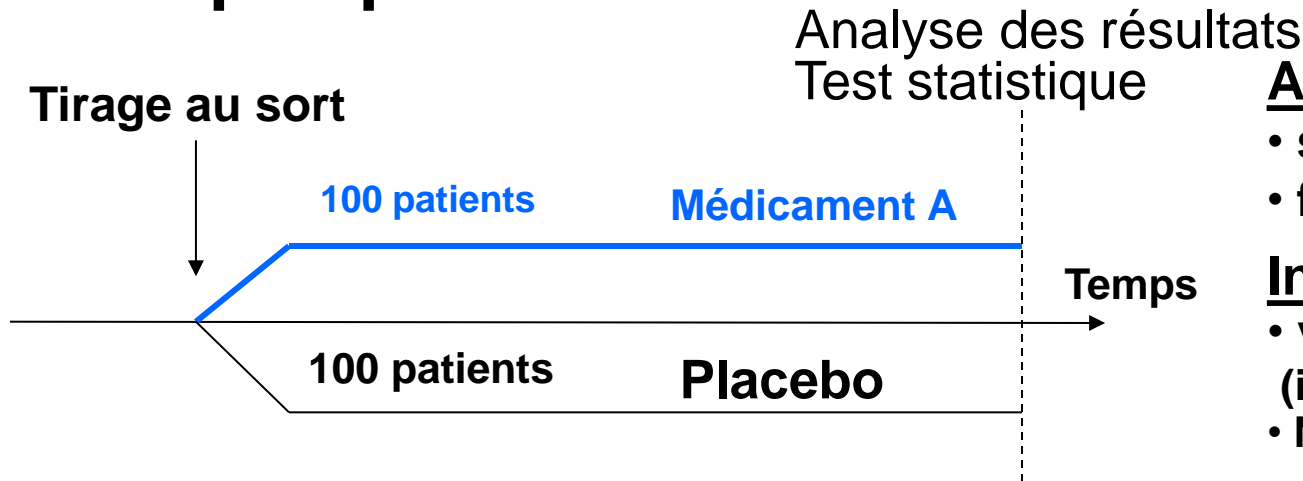 Analyse des résultats
Test statistique
Tirage au sort
100 patients
Médicament A
Temps
100 patients
Placebo